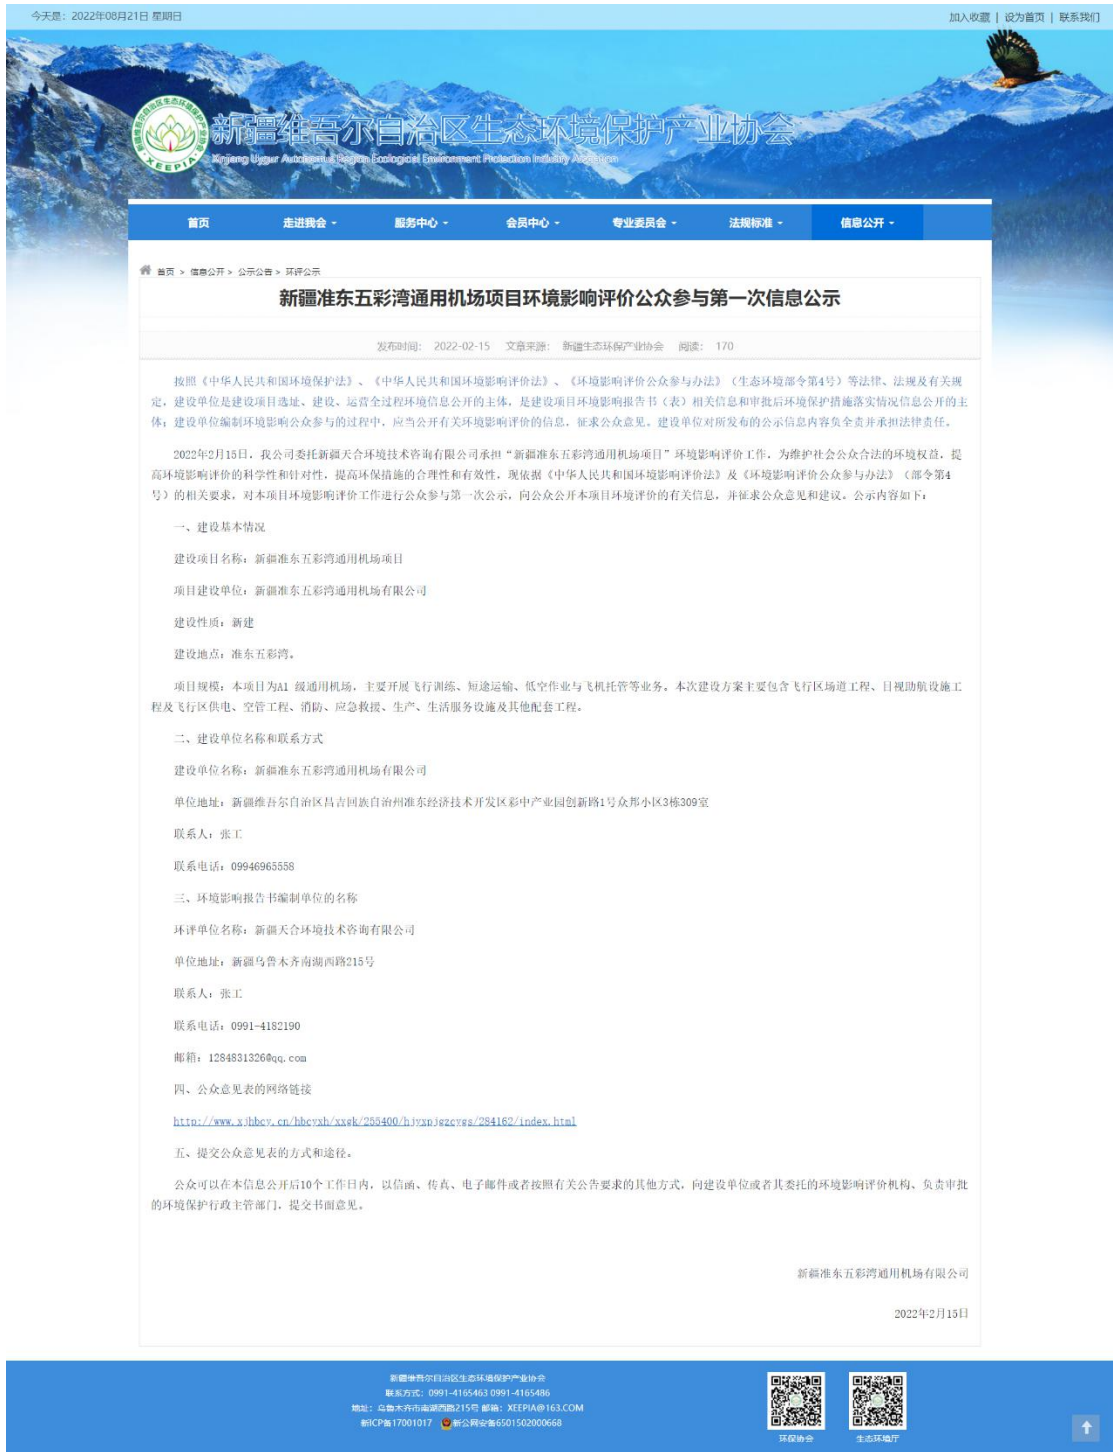 今天是：2022年08月21日 星期日
加入收藏 | 设为首页 | 联系我们
新疆维吾尔自治区生态环境保护产业协会
首页 走进我会 服务中心 会员中心 专业委员会 法规标准 信息公开
首页 > 信息公开 > 公示公告 > 环评公示
新疆准东五彩湾通用机场项目环境影响评价公众参与第一次信息公示
发布时间： 2022-02-15 文章来源： 新疆生态环保产业协会 阅读： 170
按照《中华人民共和国环境保护法》、《中华人民共和国环境影响评价法》、《环境影响评价公众参与办法》（生态环境部令第4号）等法律、法规及有关规
定，建设单位是建设项目选址、建设、运营全过程环境信息公开的主体，是建设项目环境影响报告书（表）相关信息和审批后环境保护措施落实情况信息公开的主
体；建设单位编制环境影响公众参与的过程中，应当公开有关环境影响评价的信息，征求公众意见。建设单位对所发布的公示信息内容负全责并承担法律责任。
2022年2月15日，我公司委托新疆天合环境技术咨询有限公司承担“新疆准东五彩湾通用机场项目”环境影响评价工作，为维护社会公众合法的环境权益，提
高环境影响评价的科学性和针对性，提高环保措施的合理性和有效性，现依据《中华人民共和国环境影响评价法》及《环境影响评价公众参与办法》（部令第4
号）的相关要求，对本项目环境影响评价工作进行公众参与第一次公示，向公众公开本项目环境评价的有关信息，并征求公众意见和建议。公示内容如下：
一、建设基本情况
建设项目名称：新疆准东五彩湾通用机场项目
项目建设单位：新疆准东五彩湾通用机场有限公司
建设性质：新建
建设地点：准东五彩湾。
项目规模：本项目为A1 级通用机场，主要开展飞行训练、短途运输、低空作业与飞机托管等业务。本次建设方案主要包含飞行区场道工程、目视助航设施工
程及飞行区供电、空管工程、消防、应急救援、生产、生活服务设施及其他配套工程。
二、建设单位名称和联系方式
建设单位名称：新疆准东五彩湾通用机场有限公司
单位地址：新疆维吾尔自治区昌吉回族自治州准东经济技术开发区彩中产业园创新路1号众邦小区3栋309室
联系人：张工
联系电话：09946965558
三、环境影响报告书编制单位的名称
环评单位名称：新疆天合环境技术咨询有限公司
单位地址：新疆乌鲁木齐南湖西路215号
联系人：张工
联系电话：0991-4182190
邮箱：1284831326@qq.com
四、公众意见表的网络链接
http://www.xjhbcy.cn/hbcyxh/xxgk/255400/hjyxpjgzcygs/284162/index.html
五、提交公众意见表的方式和途径。
公众可以在本信息公开后10个工作日内，以信函、传真、电子邮件或者按照有关公告要求的其他方式，向建设单位或者其委托的环境影响评价机构、负责审批
的环境保护行政主管部门，提交书面意见。
新疆准东五彩湾通用机场有限公司
2022年2月15日
新疆维吾尔自治区生态环境保护产业协会
联系方式：0991-4165463 0991-4165486
地址：乌鲁木齐市南湖西路215号 邮箱：XEEPIA@163.COM
新ICP备17001017 新公网安备6501502000668
环保协会 生态环境厅